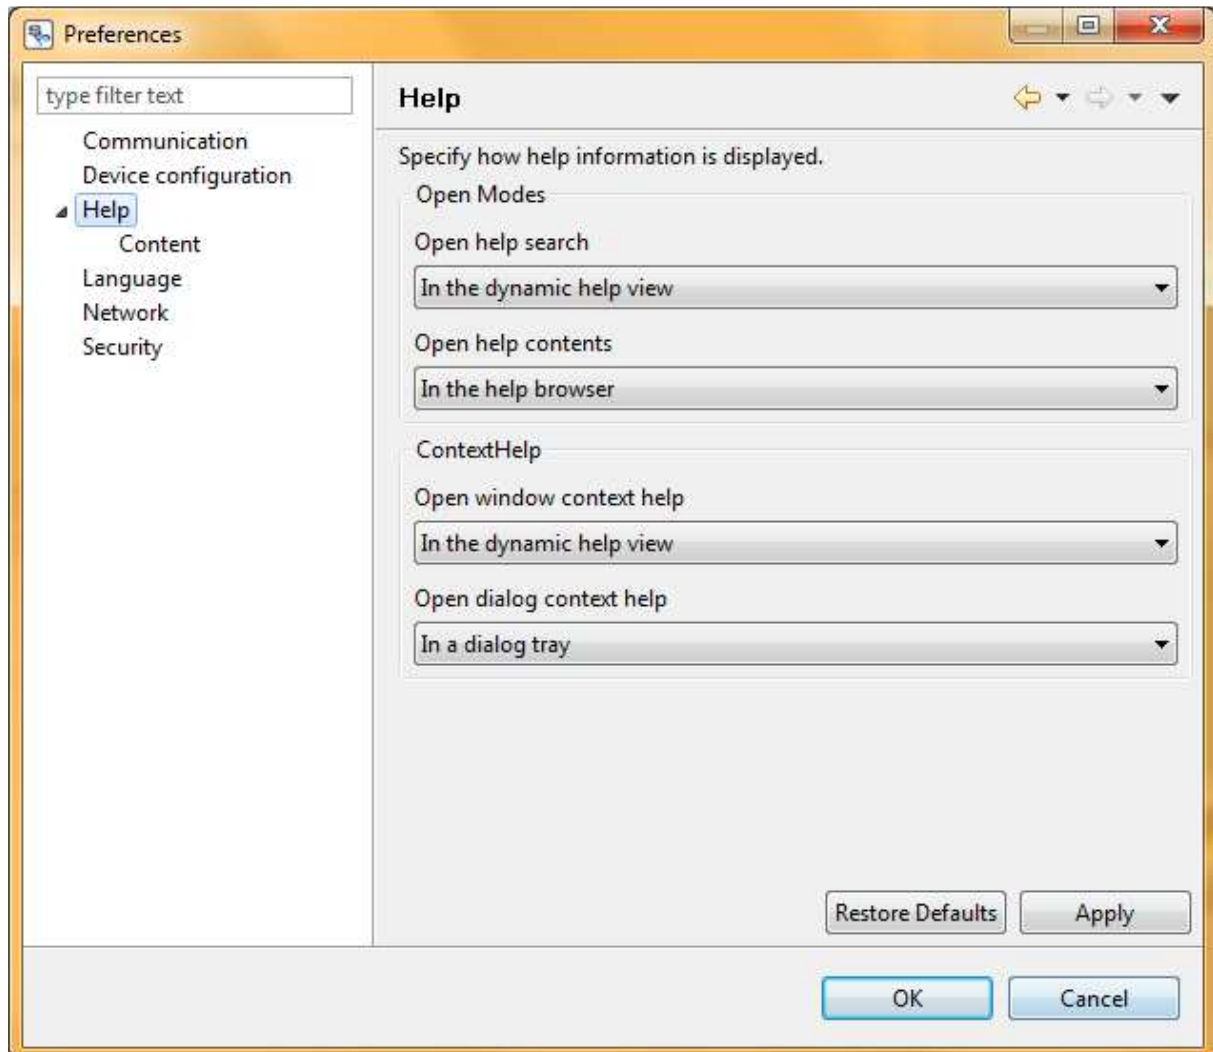 Preferences
type filter text
Communication
Device configuration
Help
Content
Language
Network
Security
Help
Specify how help information is displayed.
Open Modes
Open help search
In the dynamic help view
Open help contents
In the help browser
ContextHelp
Open window context help
In the dynamic help view
Open dialog context help
In a dialog tray
Restore Defaults
Apply
OK
Cancel